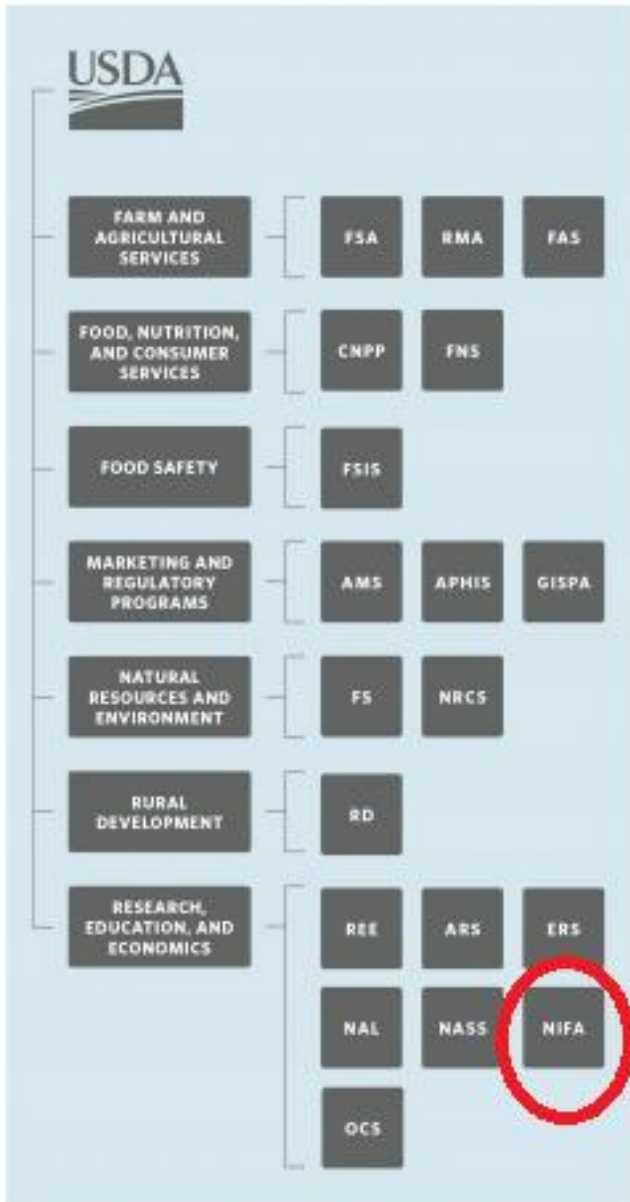 USDA
FARM AND
AGRICULTURAL
SERVICES
FSA RMA FAS
FOOD, NUTRITION,
AND CONSUMER
SERVICES
CNPP FNS
FOOD SAFETY
FSIS
MARKETING AND
REGULATORY
PROGRAMS
AMS APHIS GISPA
NATURAL
RESOURCES AND
ENVIRONMENT
FS NRCS
RURAL
DEVELOPMENT
RD
RESEARCH,
EDUCATION, AND
ECONOMICS
REE ARS ERS
NAL NASS NIFA
OCS